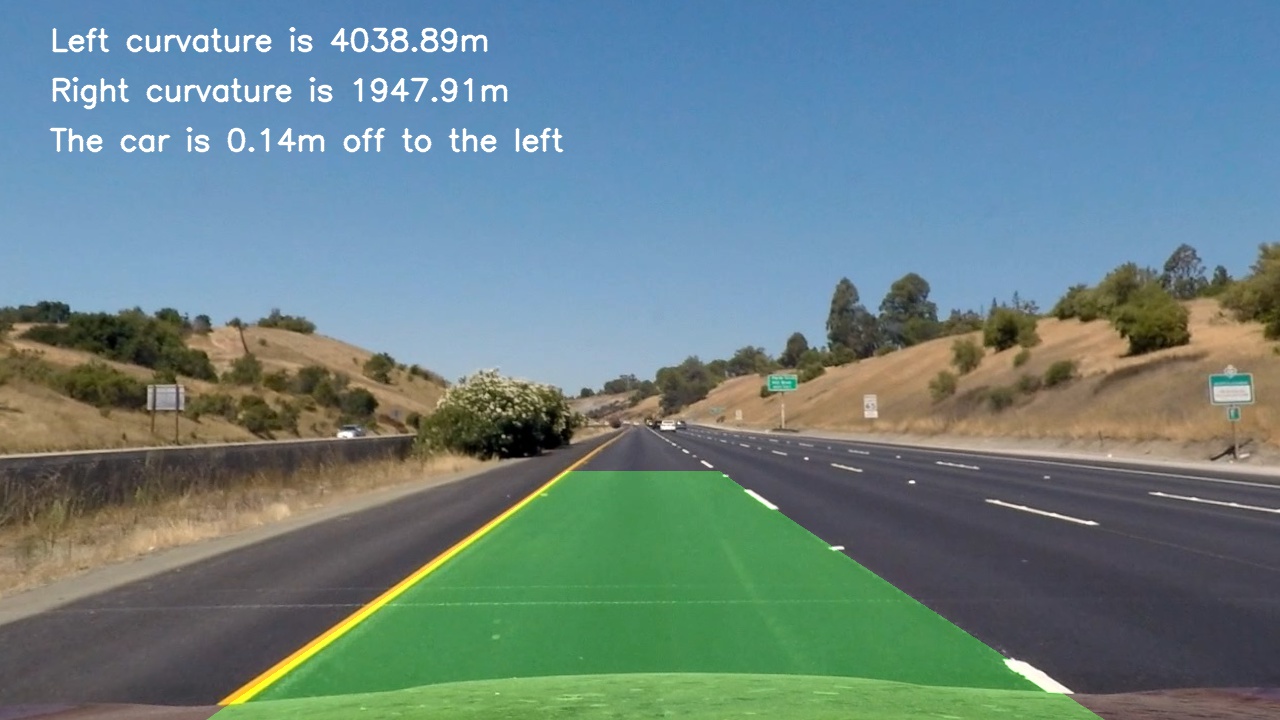 Left curvature is 4038.89m
Right curvature is 1947.91m
The car is 0.14m off to the left